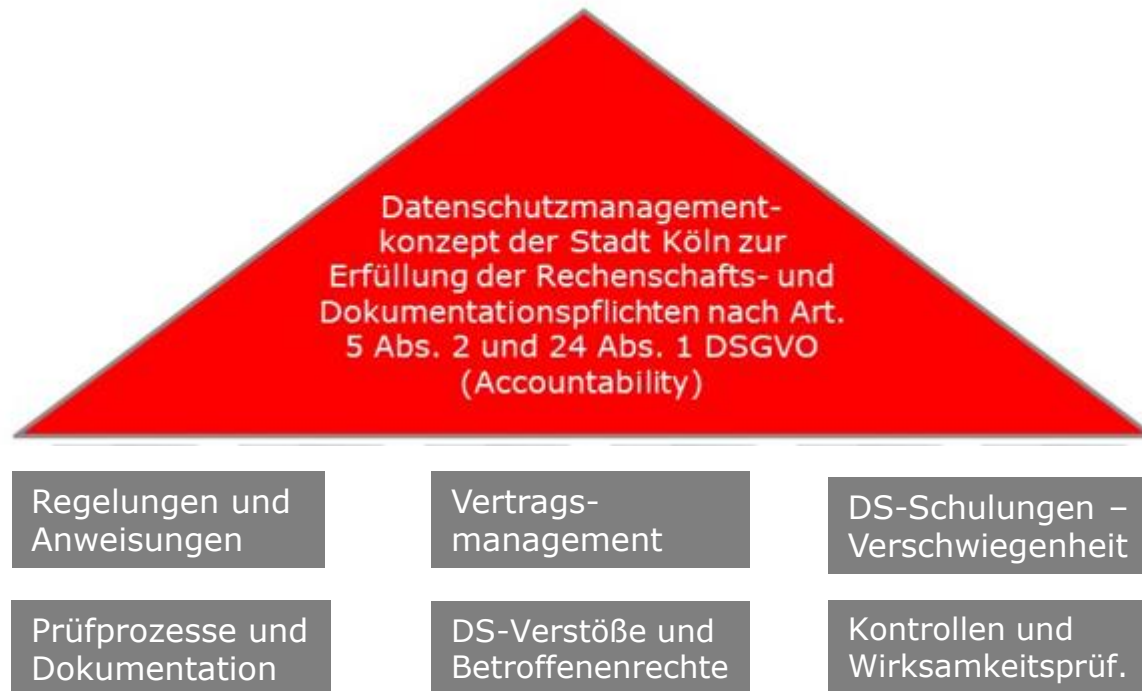 Datenschutzmanagement-
konzept der Stadt Köln zur
Erfüllung der Rechenschafts- und
Dokumentationspflichten nach Art.
5 Abs. 2 und 24 Abs. 1 DSGVO
(Accountability)
Regelungen und
Anweisungen
Vertrags-
management
DS-Schulungen –
Verschwiegenheit
Prüfprozesse und
Dokumentation
DS-Verstöße und
Betroffenenrechte
Kontrollen und
Wirksamkeitsprüf.